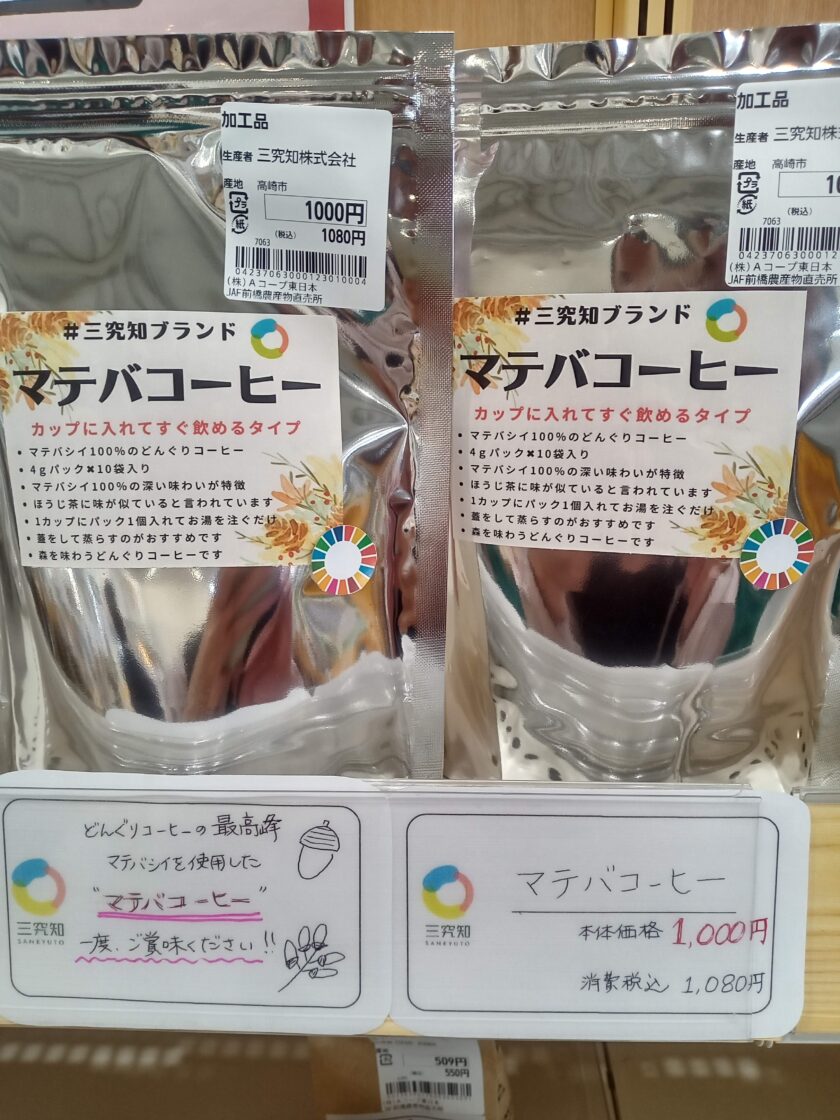 加工品
生産者 三究知株式会社
産地 高崎市
プラ
紙
1000円
(税込) 1080円
7063
04237063000123010004
(株)Aコープ東日本
JAF前橋農産物直売所
#三究知ブランド
マテバコーヒー
カップに入れてすぐ飲めるタイプ
• マテバシイ100%のどんぐりコーヒー
• 4gパック✖10袋入り
• マテバシイ100%の深い味わいが特徴
• ほうじ茶に味が似ていると言われています
• 1カップにパック1個入れてお湯を注ぐだけ
• 蓋をして蒸らすのがおすすめです
• 森を味わうどんぐりコーヒーです
加工品
生産者 三究知株
産地 高崎市
プラ
紙
10
(税込)
7063
(株)Aコープ東日本
JAF前橋農産物直売所
#三究知ブランド
マテバコーヒー
カップに入れてすぐ飲めるタイプ
• マテバシイ100%のどんぐりコーヒー
• 4gパック✖10袋入り
• マテバシイ100%の深い味わいが特徴
• ほうじ茶に味が似ていると言われています
• 1カップにパック1個入れてお湯を注ぐだけ
• 蓋をして蒸らすのがおすすめです
• 森を味わうどんぐりコーヒーです
どんぐりコーヒーの最高峰
マテバシイを使用した
"マテバコーヒー"
一度、ご賞味ください!!
三究知
SANKYUTO
マテバコーヒー
本体価格 1,000円
消費税込 1,080円
三究知
SANKYUTO
509円
550円